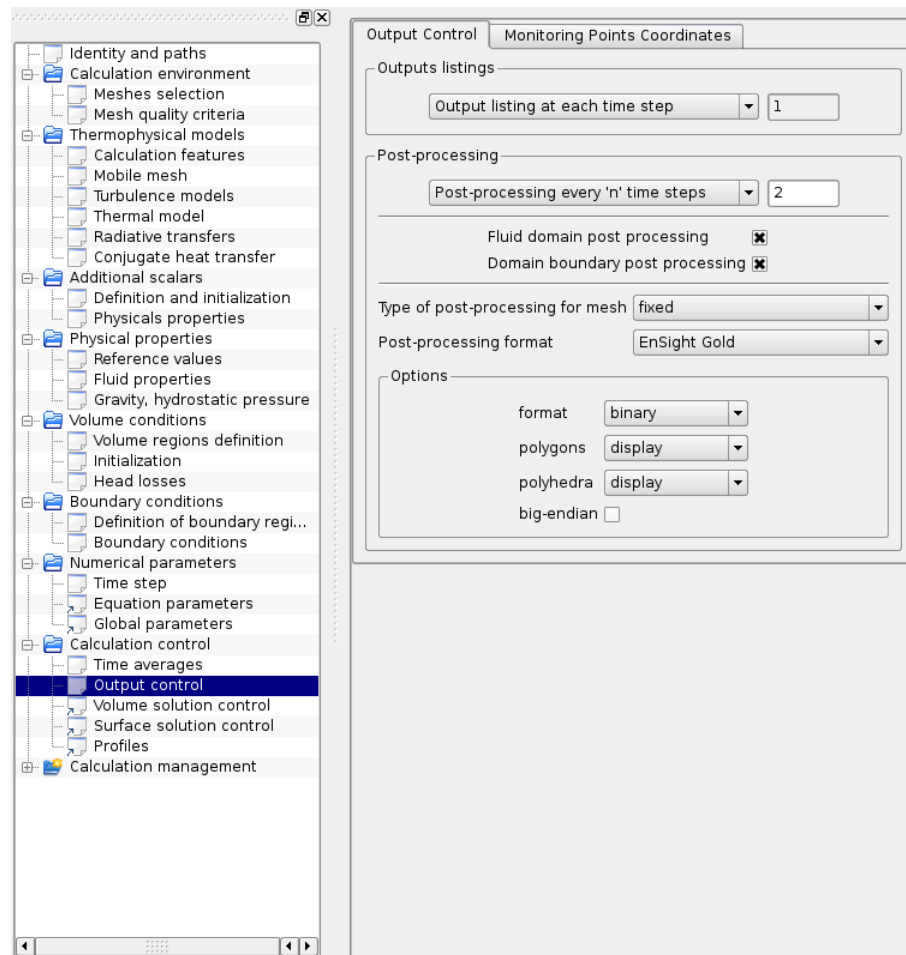 Identity and paths
Calculation environment
Meshes selection
Mesh quality criteria
Thermophysical models
Calculation features
Mobile mesh
Turbulence models
Thermal model
Radiative transfers
Conjugate heat transfer
Additional scalars
Definition and initialization
Physicals properties
Physical properties
Reference values
Fluid properties
Gravity, hydrostatic pressure
Volume conditions
Volume regions definition
Initialization
Head losses
Boundary conditions
Definition of boundary regi...
Boundary conditions
Numerical parameters
Time step
Equation parameters
Global parameters
Calculation control
Time averages
Output control
Volume solution control
Surface solution control
Profiles
Calculation management
Output Control Monitoring Points Coordinates
Outputs listings
Output listing at each time step 1
Post-processing
Post-processing every 'n' time steps 2
Fluid domain post processing
Domain boundary post processing
Type of post-processing for mesh fixed
Post-processing format EnSight Gold
Options
format binary
polygons display
polyhedra display
big-endian